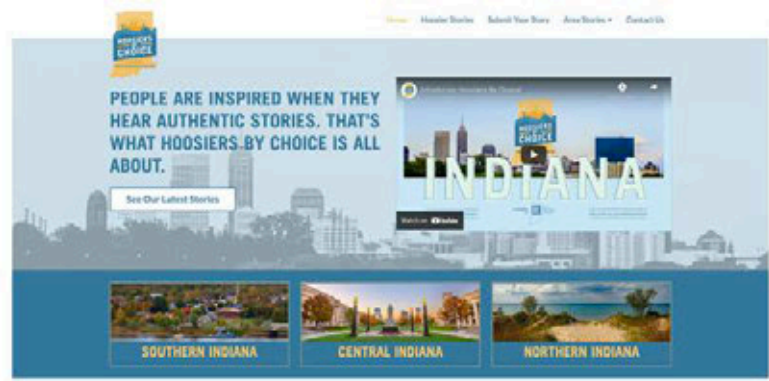 HOOSIERS
CHOICE
Home Hoosier Stories Submit Your Story Area Stories Contact Us
PEOPLE ARE INSPIRED WHEN THEY
HEAR AUTHENTIC STORIES. THAT'S
WHAT HOOSIERS BY CHOICE IS ALL
ABOUT.
See Our Latest Stories
Hoosiers By Choice
HOOSIERS
CHOICE
INDIANA
Watch on YouTube
SOUTHERN INDIANA
CENTRAL INDIANA
NORTHERN INDIANA